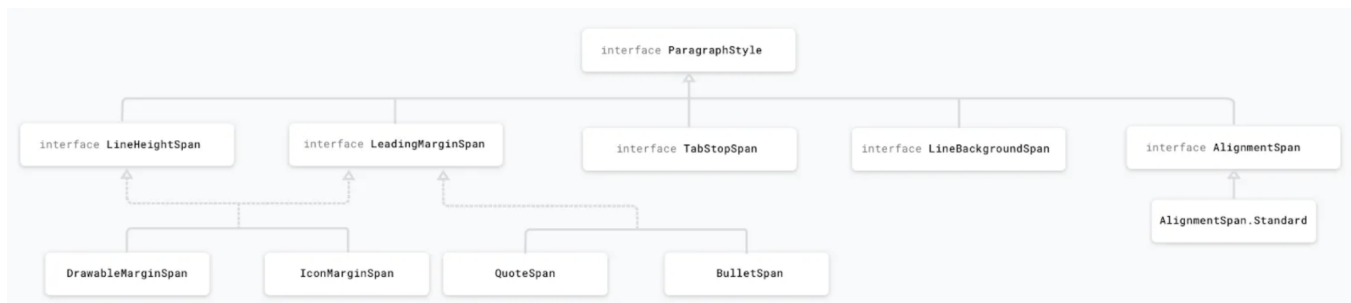 interface ParagraphStyle
interface LineHeightSpan
interface LeadingMarginSpan
interface TabStopSpan
interface LineBackgroundSpan
interface AlignmentSpan
AlignmentSpan.Standard
DrawableMarginSpan
IconMarginSpan
QuoteSpan
BulletSpan